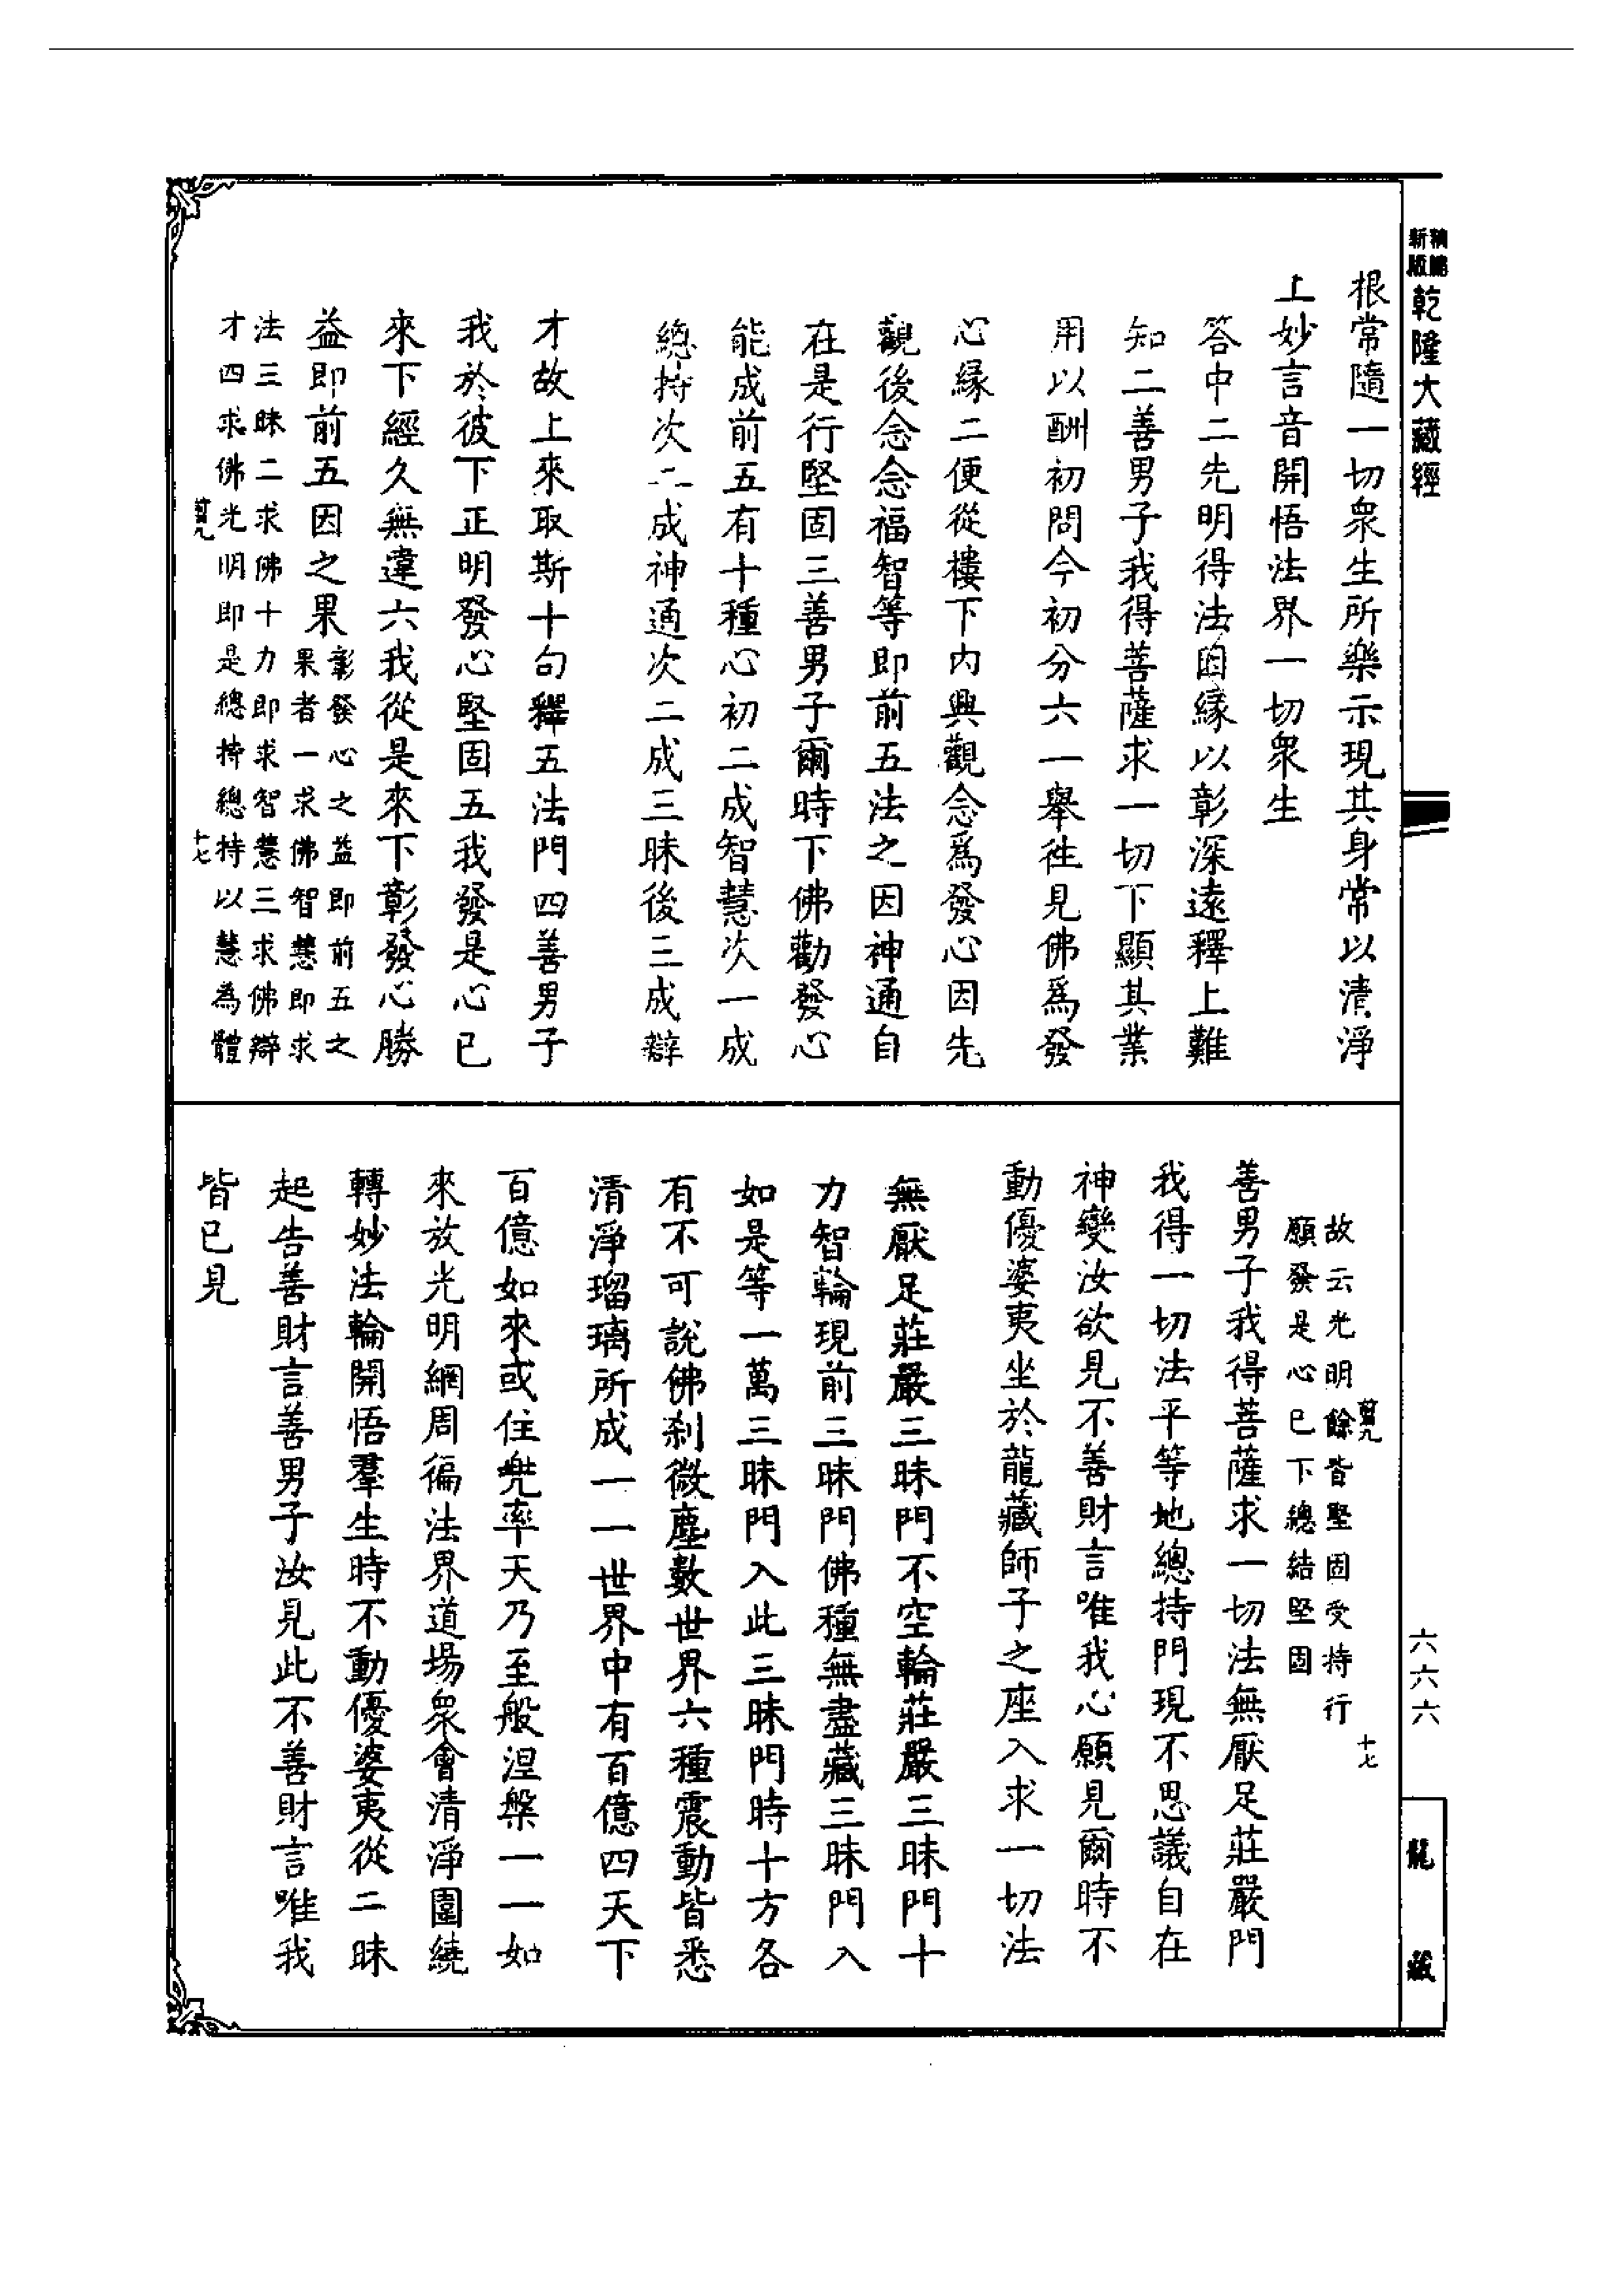 新版
精縮
乾隆大藏經
六六六
龍藏
根常隨一切衆生所樂示現其身常以清淨
上妙言音開悟法界一切衆生
答中二先明得法因緣以彰深遠釋上難
知二善男子我得菩薩求一切下顯其業
用以酬初問今初分六一舉徃見佛爲發
心緣二便從樓下內興觀念爲發心因先
觀後念念福智等即前五法之因神通自
在是行堅固三善男子爾時下佛勸發心
能成前五有十種心初二成智慧次一成
總持次二成神通次二成三昧後三成辯
才故上來取斯十句釋五法門四善男子
我於彼下正明發心堅固五我發是心已
來下經久無違六我從是來下彰發心勝
益即前五因之果
彰發心之益即前五之
果者一求佛智慧即求
法三昧二求佛十力即求智慧三求佛辯
才四求佛光明即是總持總持以慧為體
翦九
十七
故云光明餘皆堅固受持行
願發是心已下總結堅固
翦九
十七
善男子我得菩薩求一切法無厭足莊嚴門
我得一切法平等地總持門現不思議自在
神變汝欲見不善財言唯我心願見爾時不
動優婆夷坐於龍藏師子之座入求一切法
無厭足莊嚴三昧門不空輪莊嚴三昧門十
力智輪現前三昧門佛種無盡藏三昧門入
如是等一萬三昧門入此三昧門時十方各
有不可說佛刹微塵數世界六種震動皆悉
清淨瑠璃所成一一世界中有百億四天下
百億如來或住兠率天乃至般涅槃一一如
來放光明網周徧法界道場衆會清淨圍繞
轉妙法輪開悟羣生時不動優婆夷從三昧
起告善財言善男子汝見此不善財言唯我
皆已見